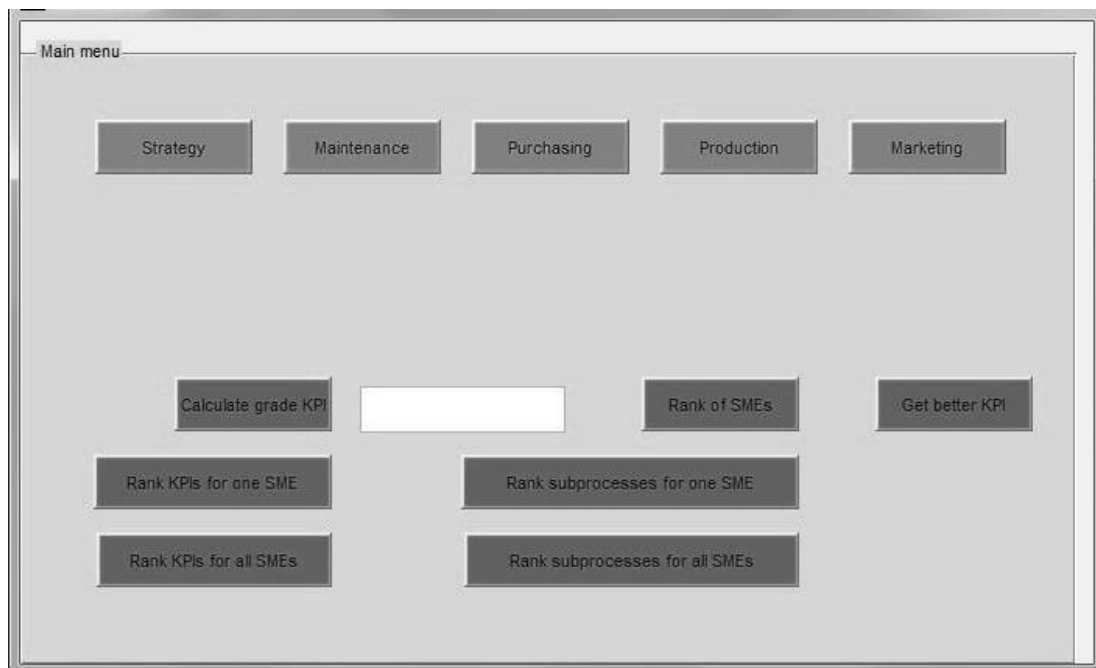 Main menu
Strategy
Maintenance
Purchasing
Production
Marketing
Calculate grade KPI
Rank of SMEs
Get better KPI
Rank KPIs for one SME
Rank subprocesses for one SME
Rank KPIs for all SMEs
Rank subprocesses for all SMEs